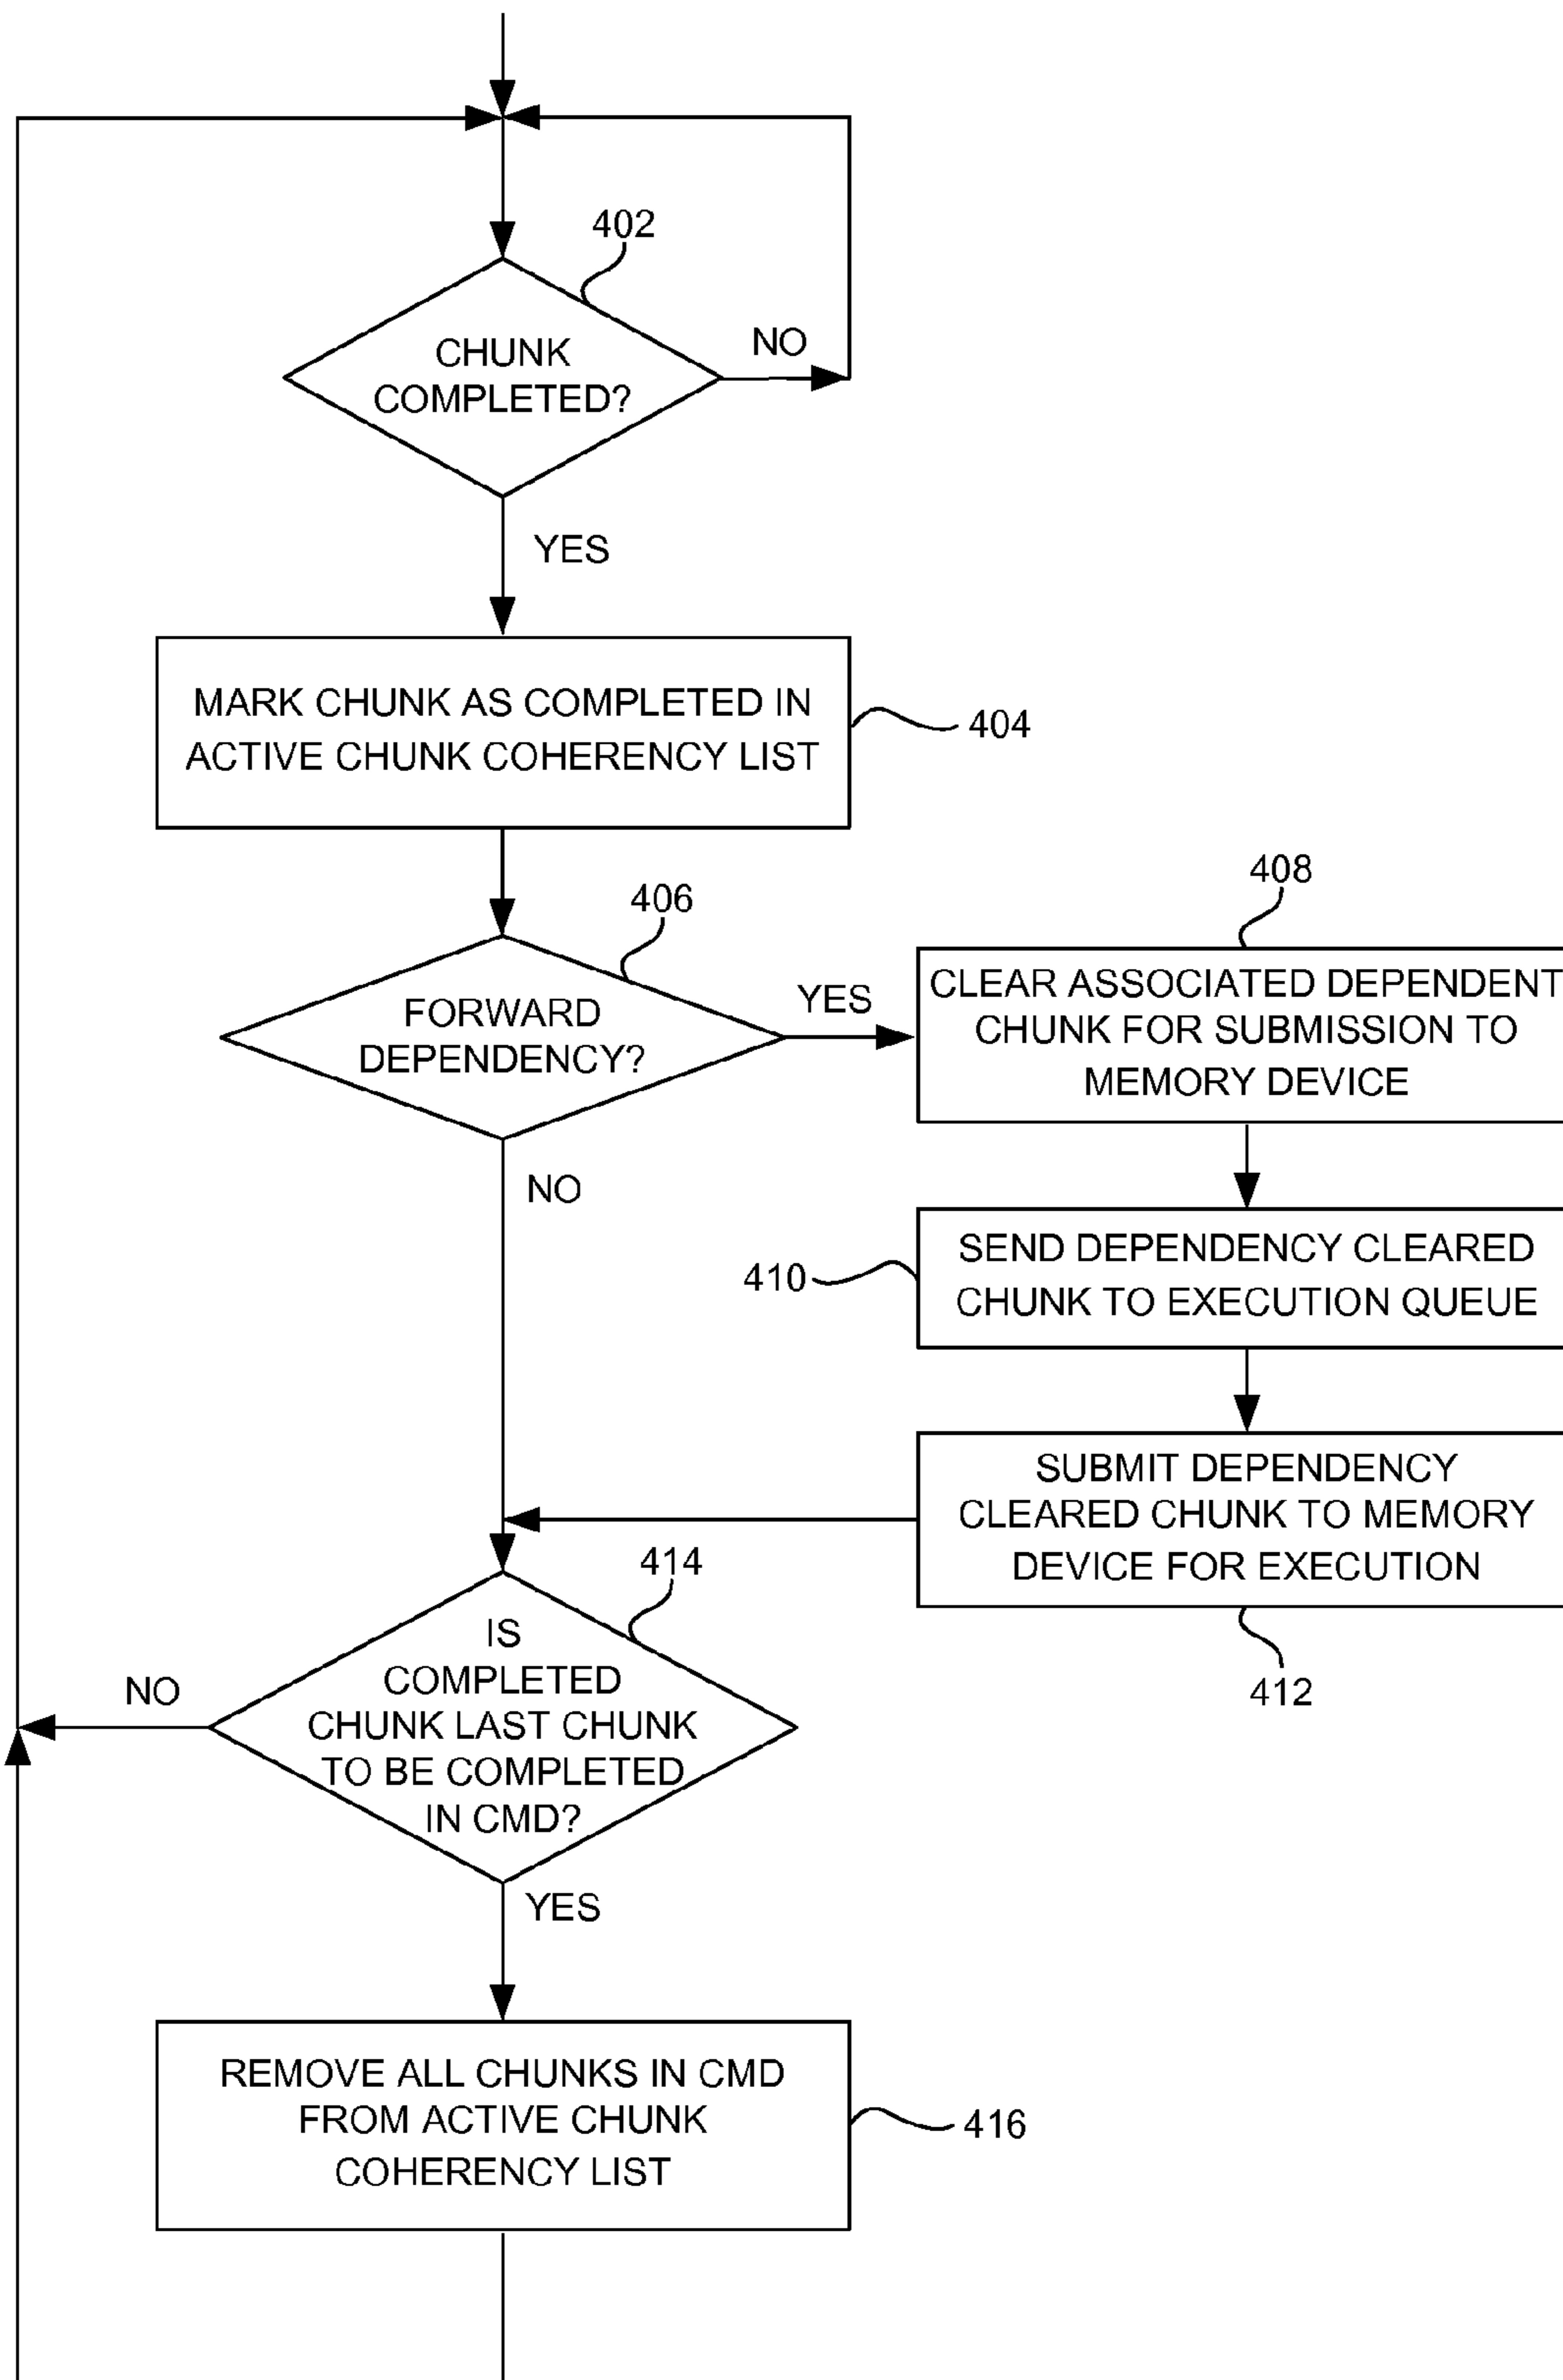 402
CHUNK
COMPLETED?
NO
YES
MARK CHUNK AS COMPLETED IN
ACTIVE CHUNK COHERENCY LIST
404
406
FORWARD
DEPENDENCY?
YES
NO
408
CLEAR ASSOCIATED DEPENDENT
CHUNK FOR SUBMISSION TO
MEMORY DEVICE
410
SEND DEPENDENCY CLEARED
CHUNK TO EXECUTION QUEUE
SUBMIT DEPENDENCY
CLEARED CHUNK TO MEMORY
DEVICE FOR EXECUTION
412
414
IS
COMPLETED
CHUNK LAST CHUNK
TO BE COMPLETED
IN CMD?
NO
YES
REMOVE ALL CHUNKS IN CMD
FROM ACTIVE CHUNK
COHERENCY LIST
416